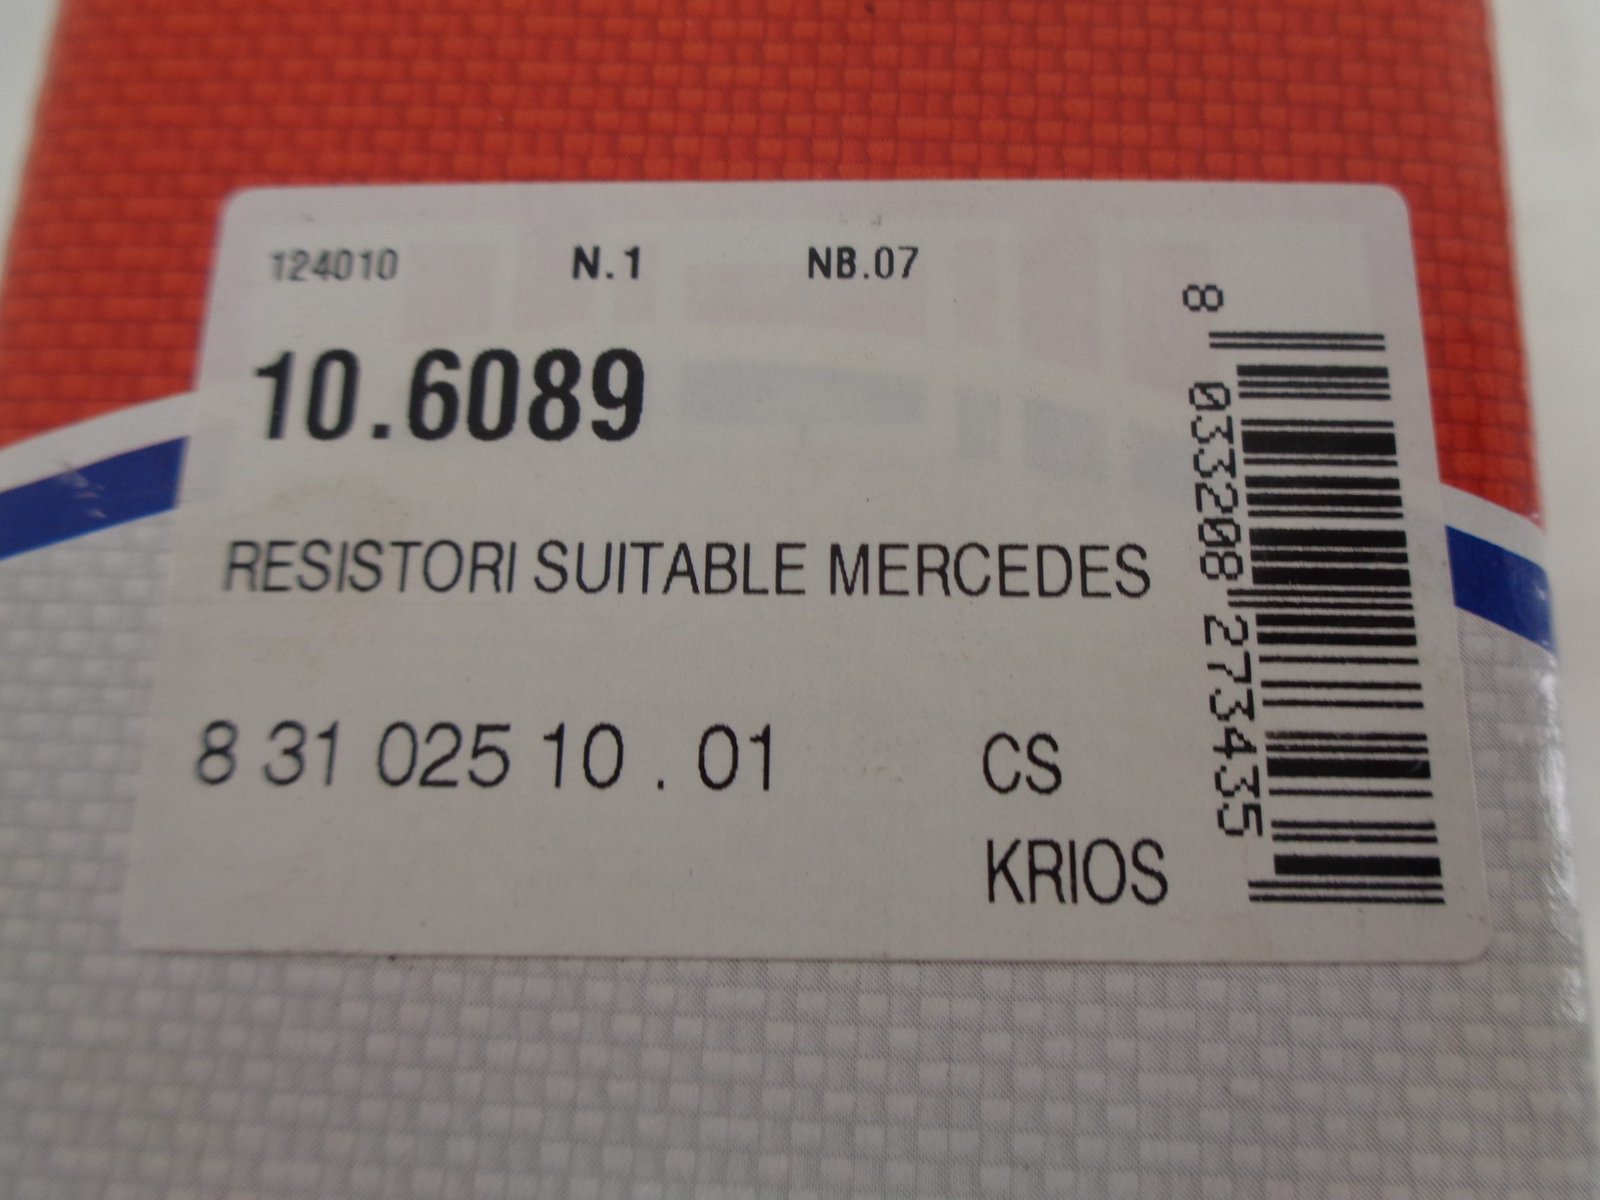 124010 N.1 NB.07
10.6089
RESISTORI SUITABLE MERCEDES
8 31 025 10 . 01 CS
KRIOS
8 033208 273435